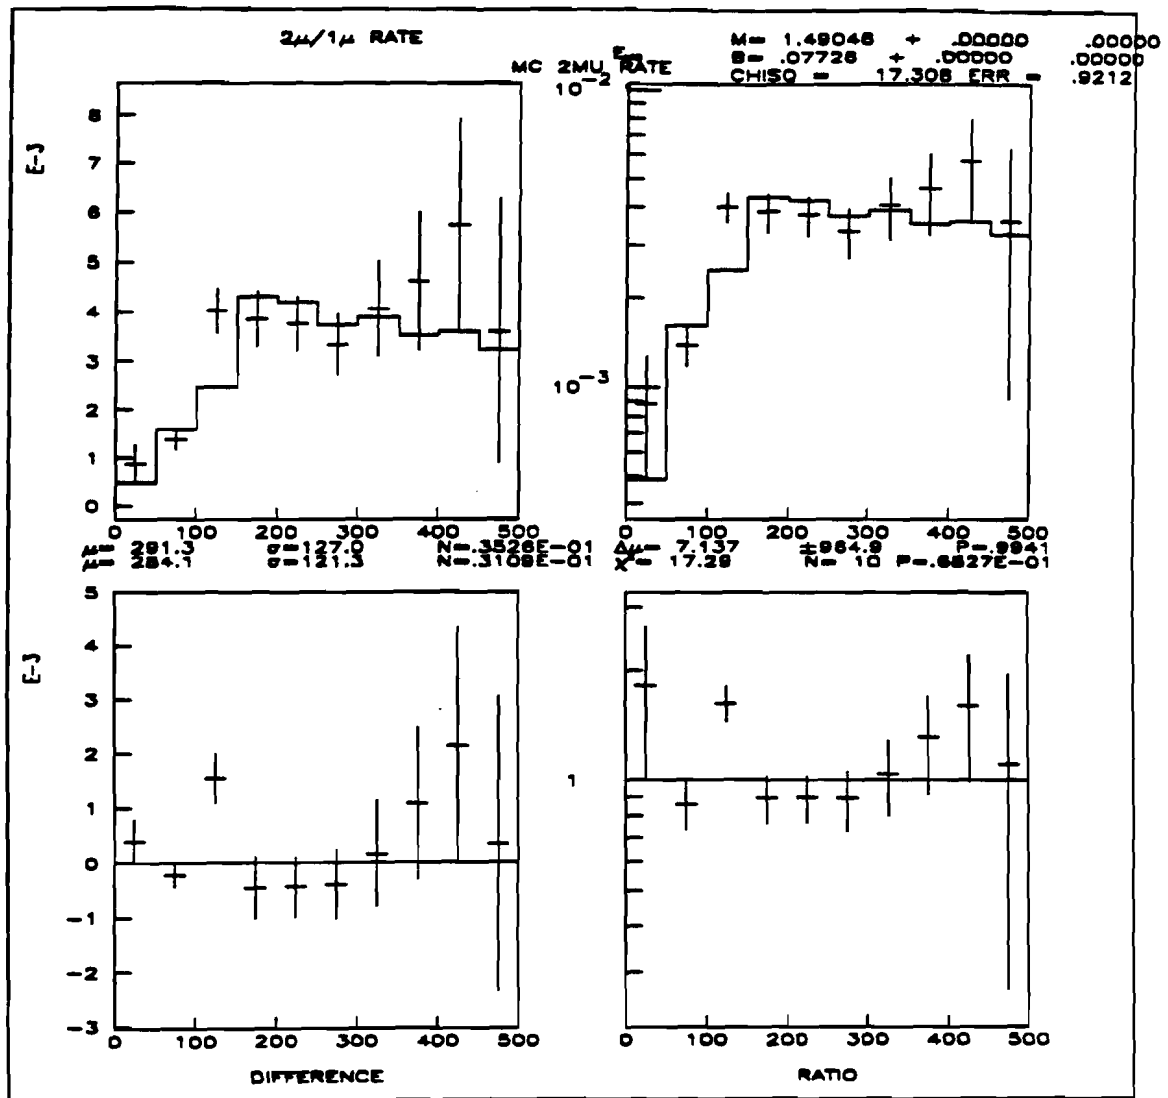 2μ/1μ RATE
M= 1.49046 + .00000 .00000
B= .07726 + .00000 .00000
MC 2MU RATE
CHISQ = 17.306 ERR = .9212
E-3
8
7
6
5
4
3
2
1
0
0 100 200 300 400 500
10-2
10-3
0 100 200 300 400 500
μ= 291.3 σ=127.0 N=.3526E-01 Δμ= 7.137 ±964.9 P=.9941
μ= 284.1 σ=121.3 N=.3109E-01 χ2= 17.29 N= 10 P=.6827E-01
E-3
5
4
3
2
1
0
-1
-2
-3
0 100 200 300 400 500
DIFFERENCE
1
0 100 200 300 400 500
RATIO